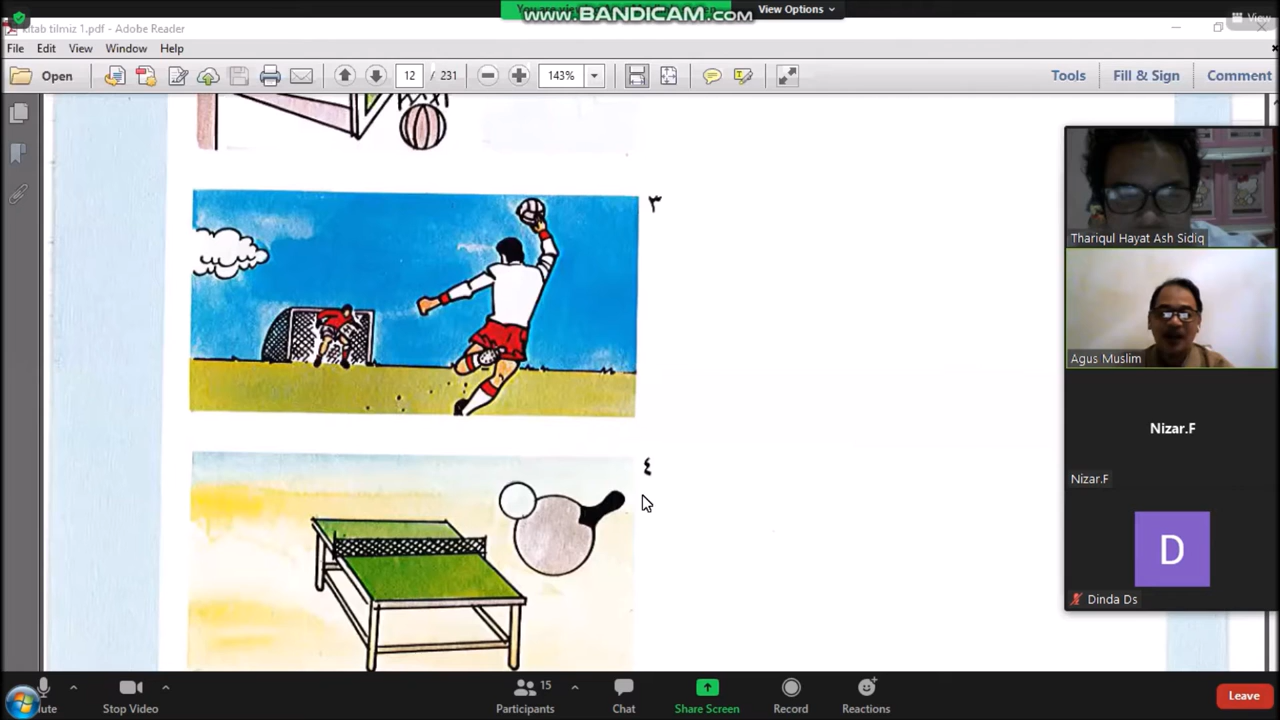 View Options
www.BANDICAM.com
View
kitab tilmiz 1.pdf - Adobe Reader
File Edit View Window Help
Open 12 / 231 143% Tools Fill & Sign Comment
٣
٤
Thariqul Hayat Ash Sidiq
Agus Muslim
Nizar.F
Nizar.F
D
Dinda Ds
15
Stop Video Participants Chat Share Screen Record Reactions Leave